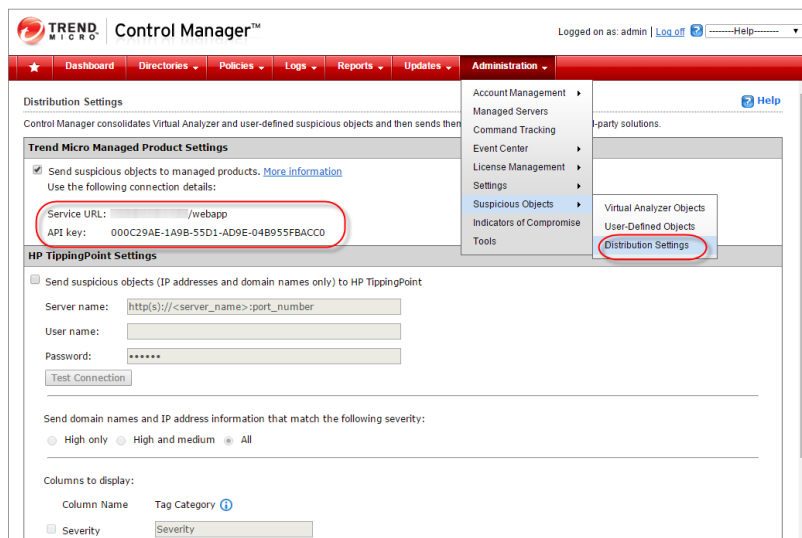 TREND MICRO Control Manager™
Logged on as: admin | Log off ? --------Help--------
Dashboard Directories Policies Logs Reports Updates Administration
Distribution Settings
? Help
Control Manager consolidates Virtual Analyzer and user-defined suspicious objects and then sends them
-party solutions.
Account Management
Managed Servers
Command Tracking
Event Center
License Management
Settings
Suspicious Objects
Indicators of Compromise
Tools
Virtual Analyzer Objects
User-Defined Objects
Distribution Settings
Trend Micro Managed Product Settings
Send suspicious objects to managed products. More information
Use the following connection details:
Service URL: /webapp
API key: 000C29AE-1A9B-55D1-AD9E-04B955FBACC0
HP TippingPoint Settings
Send suspicious objects (IP addresses and domain names only) to HP TippingPoint
Server name: http(s)://<server_name>:port_number
User name:
Password: ••••••
Test Connection
Send domain names and IP address information that match the following severity:
High only High and medium All
Columns to display:
Column Name Tag Category i
Severity Severity